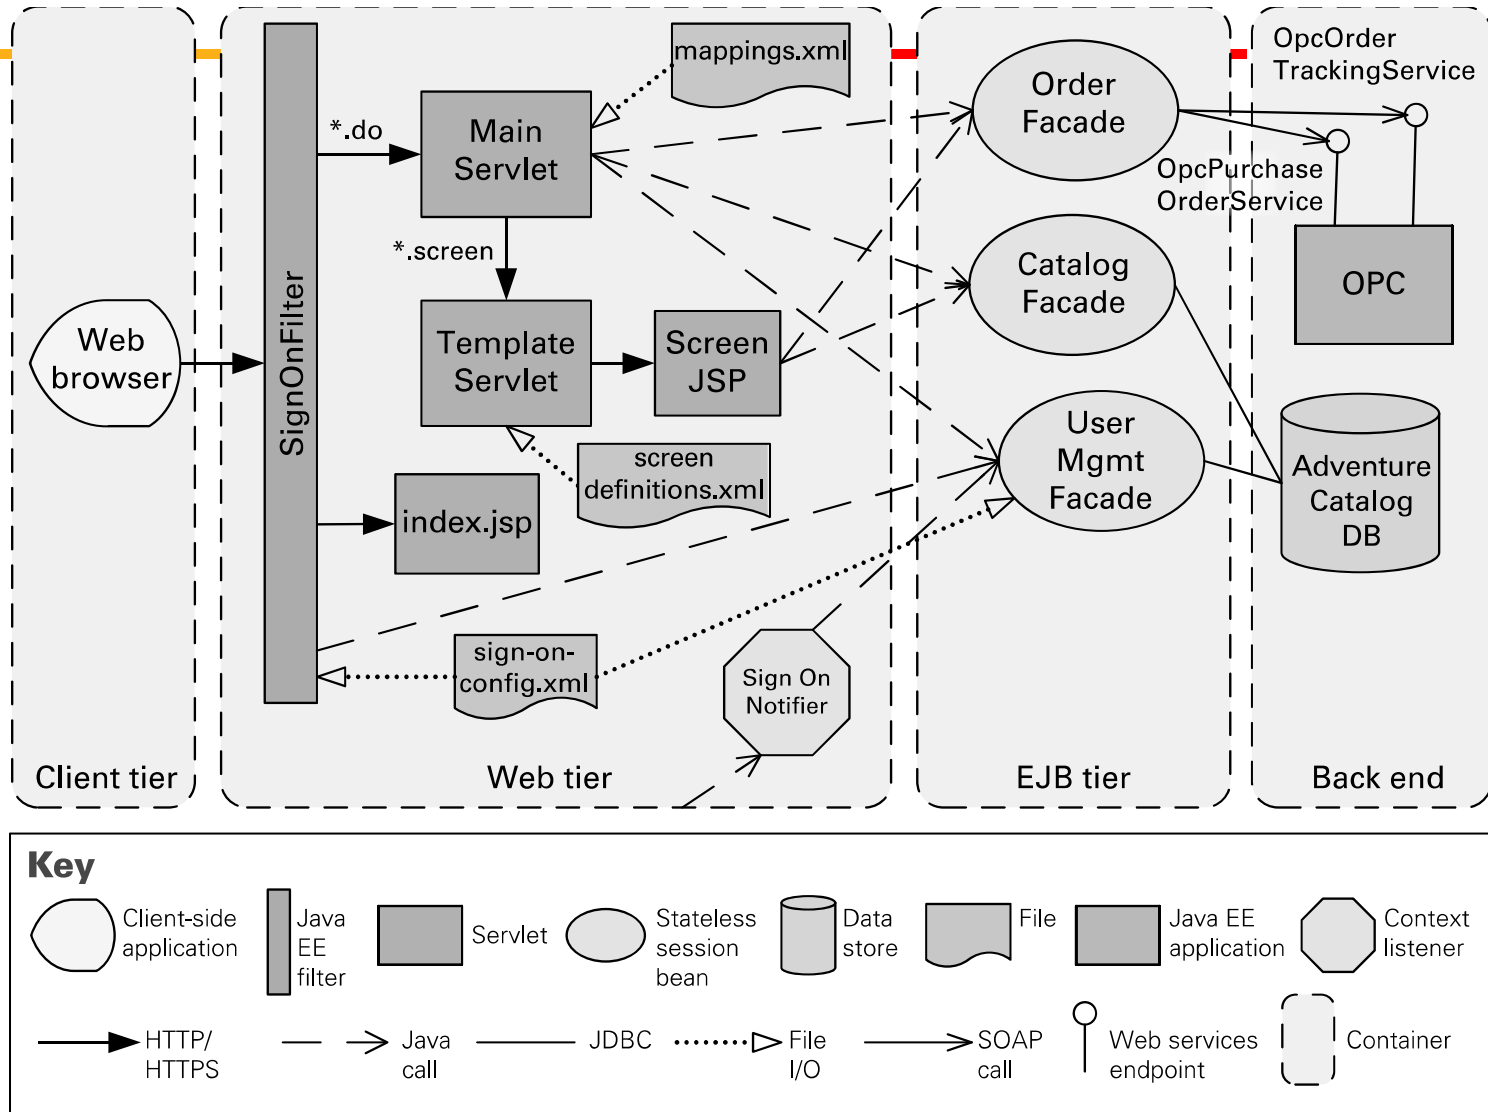 mappings.xml
OpcOrder
TrackingService
Order
Facade
*.do
Main
Servlet
OpcPurchase
OrderService
*.screen
Catalog
Facade
OPC
SignOnFilter
Web
browser
Template
Servlet
Screen
JSP
User
Mgmt
Facade
screen
definitions.xml
Adventure
Catalog
DB
index.jsp
sign-on-
config.xml
Sign On
Notifier
Client tier
Web tier
EJB tier
Back end
Key
Client-side
application
Java
EE
filter
Servlet
Stateless
session
bean
Data
store
File
Java EE
application
Context
listener
HTTP/
HTTPS
Java
call
JDBC
File
I/O
SOAP
call
Web services
endpoint
Container